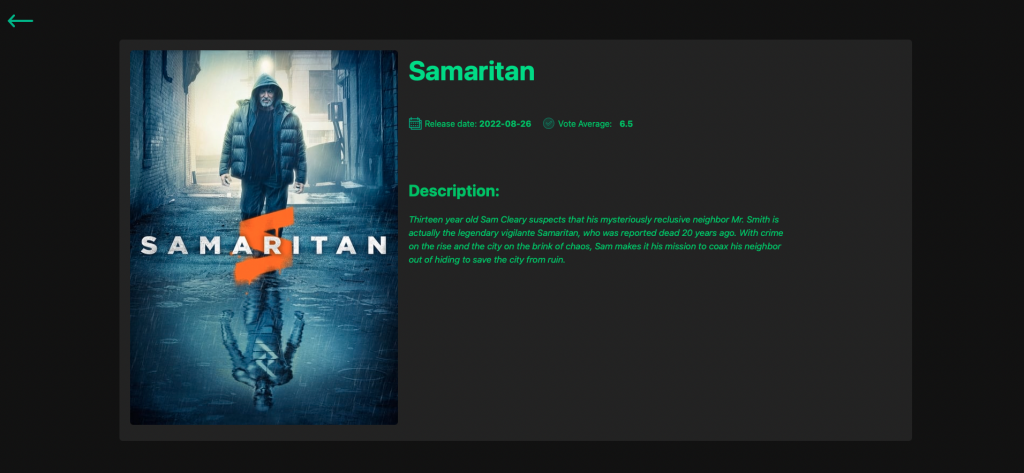 Samaritan
Release date: 2022-08-26 Vote Average: 6.5
Description:
Thirteen year old Sam Cleary suspects that his mysteriously reclusive neighbor Mr. Smith is
actually the legendary vigilante Samaritan, who was reported dead 20 years ago. With crime
on the rise and the city on the brink of chaos, Sam makes it his mission to coax his neighbor
out of hiding to save the city from ruin.
SAMARITAN
S